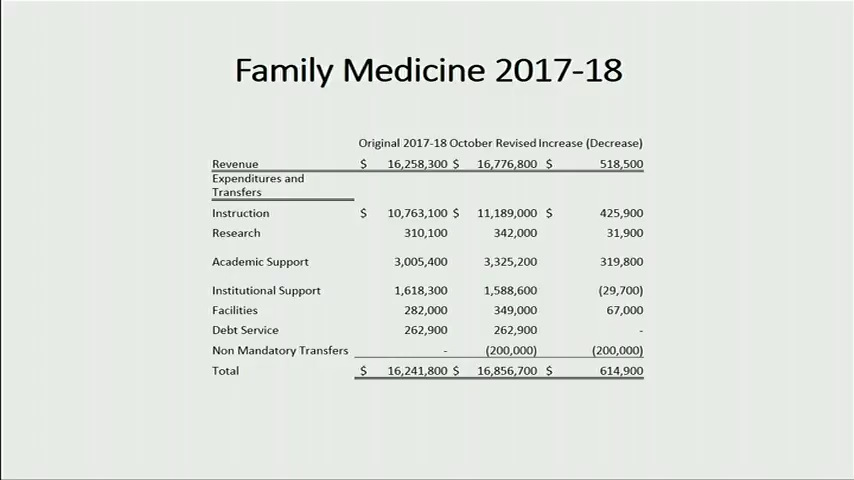 Family Medicine 2017-18
Original 2017-18 October Revised Increase (Decrease)
Revenue $ 16,258,300 $ 16,776,800 $ 518,500
Expenditures and
Transfers
Instruction $ 10,763,100 $ 11,189,000 $ 425,900
Research 310,100 342,000 31,900
Academic Support 3,005,400 3,325,200 319,800
Institutional Support 1,618,300 1,588,600 (29,700)
Facilities 282,000 349,000 67,000
Debt Service 262,900 262,900 -
Non Mandatory Transfers - (200,000) (200,000)
Total $ 16,241,800 $ 16,856,700 $ 614,900